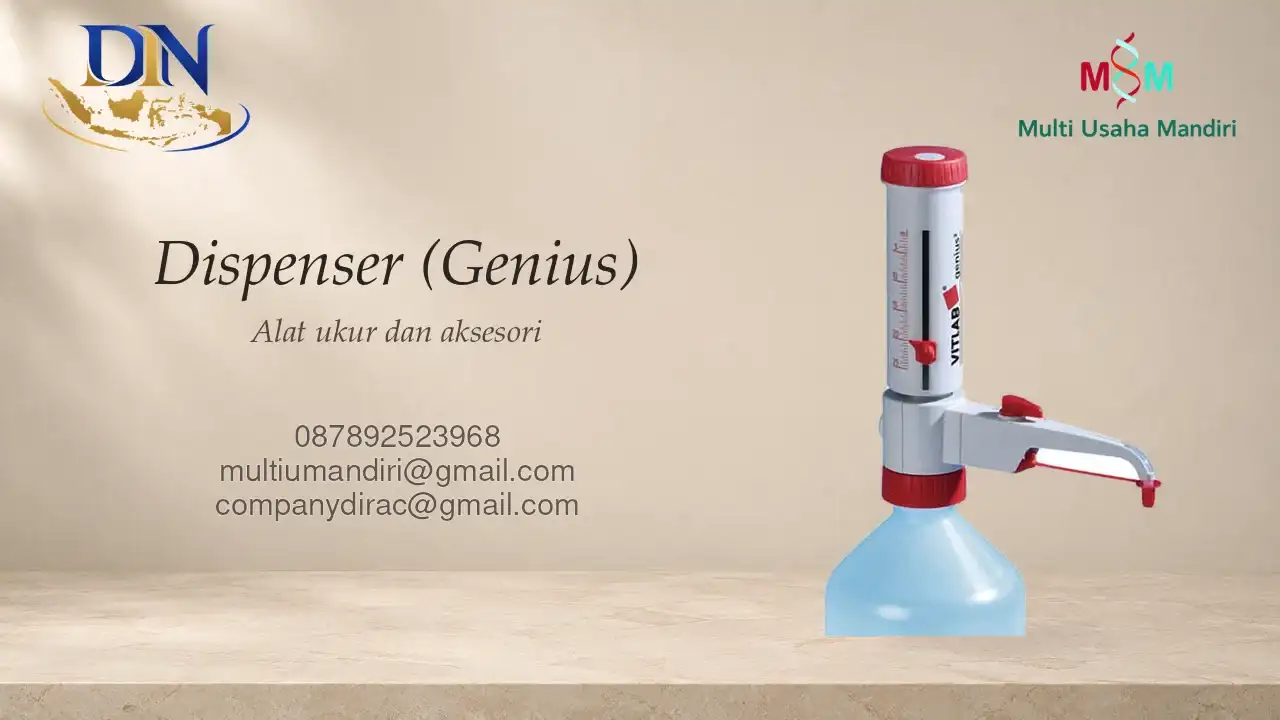 DIN
MSM
Multi Usaha Mandiri
Dispenser (Genius)
Alat ukur dan aksesori
087892523968
multiumandiri@gmail.com
companydirac@gmail.com
VITLAB® genius²